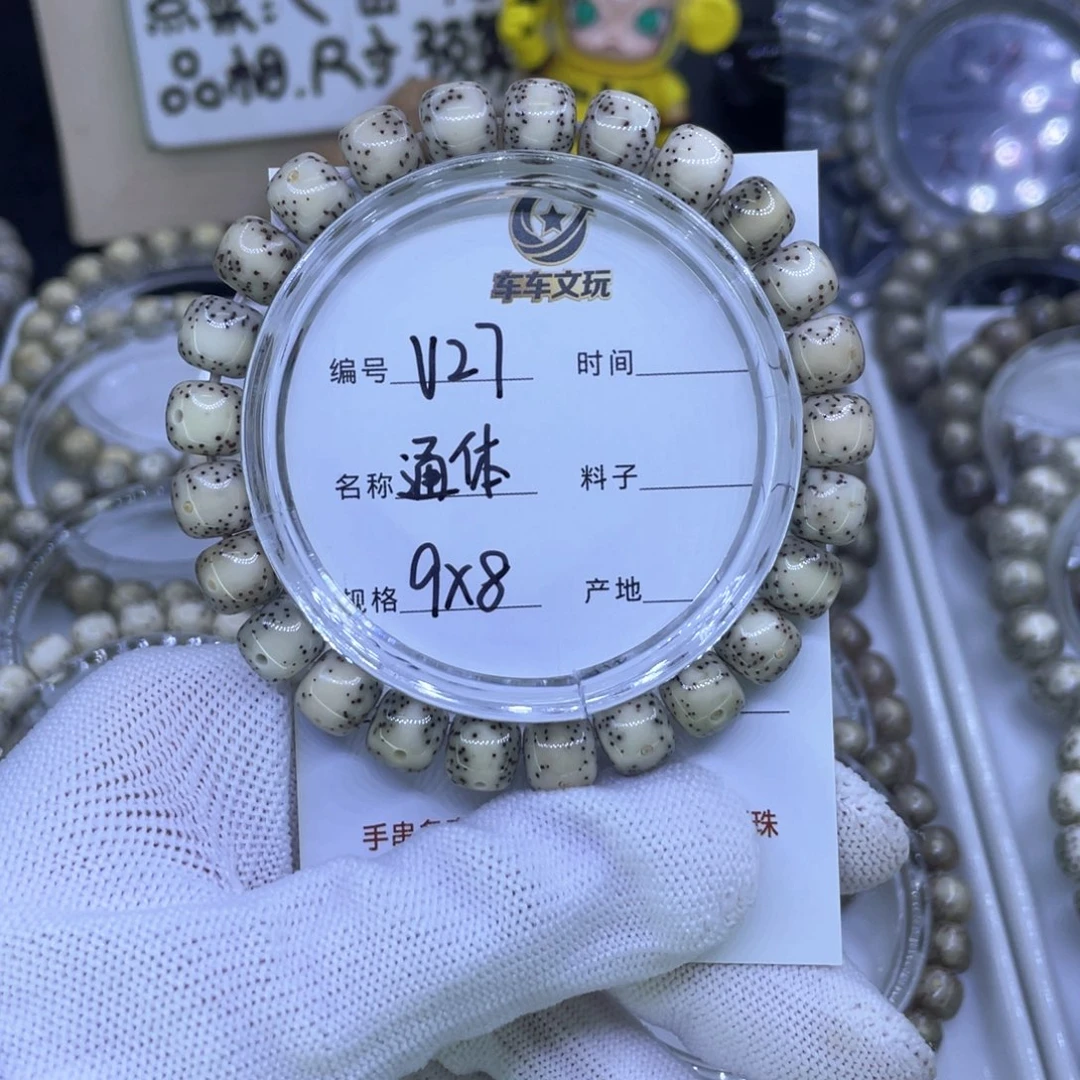 品相.尺寸预
车车文玩
编号 V27 时间
名称 通体 料子
规格 9X8 产地
手串
珠